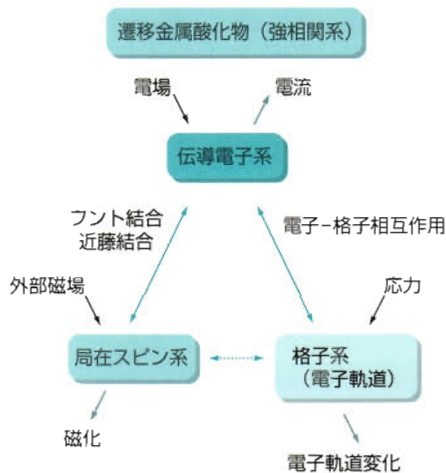 遷移金属酸化物（強相関系）
電場
電流
伝導電子系
フント結合
近藤結合
電子−格子相互作用
外部磁場
応力
局在スピン系
格子系
（電子軌道）
磁化
電子軌道変化